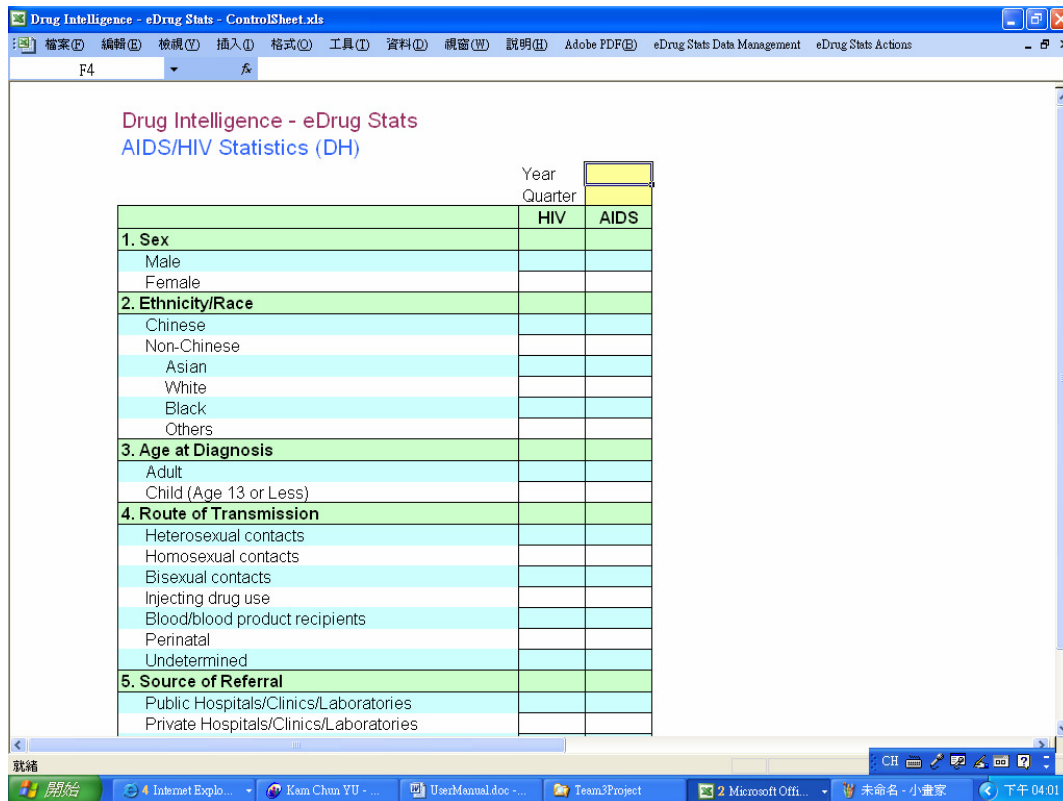 Drug Intelligence - eDrug Stats - ControlSheet.xls
檔案(F) 編輯(E) 檢視(V) 插入(I) 格式(O) 工具(T) 資料(D) 視窗(W) 說明(H) Adobe PDF(B) eDrug Stats Data Management eDrug Stats Actions
F4 fx
Drug Intelligence - eDrug Stats
AIDS/HIV Statistics (DH)
Year
Quarter
HIV AIDS
1. Sex
Male
Female
2. Ethnicity/Race
Chinese
Non-Chinese
Asian
White
Black
Others
3. Age at Diagnosis
Adult
Child (Age 13 or Less)
4. Route of Transmission
Heterosexual contacts
Homosexual contacts
Bisexual contacts
Injecting drug use
Blood/blood product recipients
Perinatal
Undetermined
5. Source of Referral
Public Hospitals/Clinics/Laboratories
Private Hospitals/Clinics/Laboratories
就緒
CH
開始 4 Internet Explo... Kam Chun YU - ... UserManual.doc -... Team3Project 2 Microsoft Offi... 未命名 - 小畫家 下午 04:01